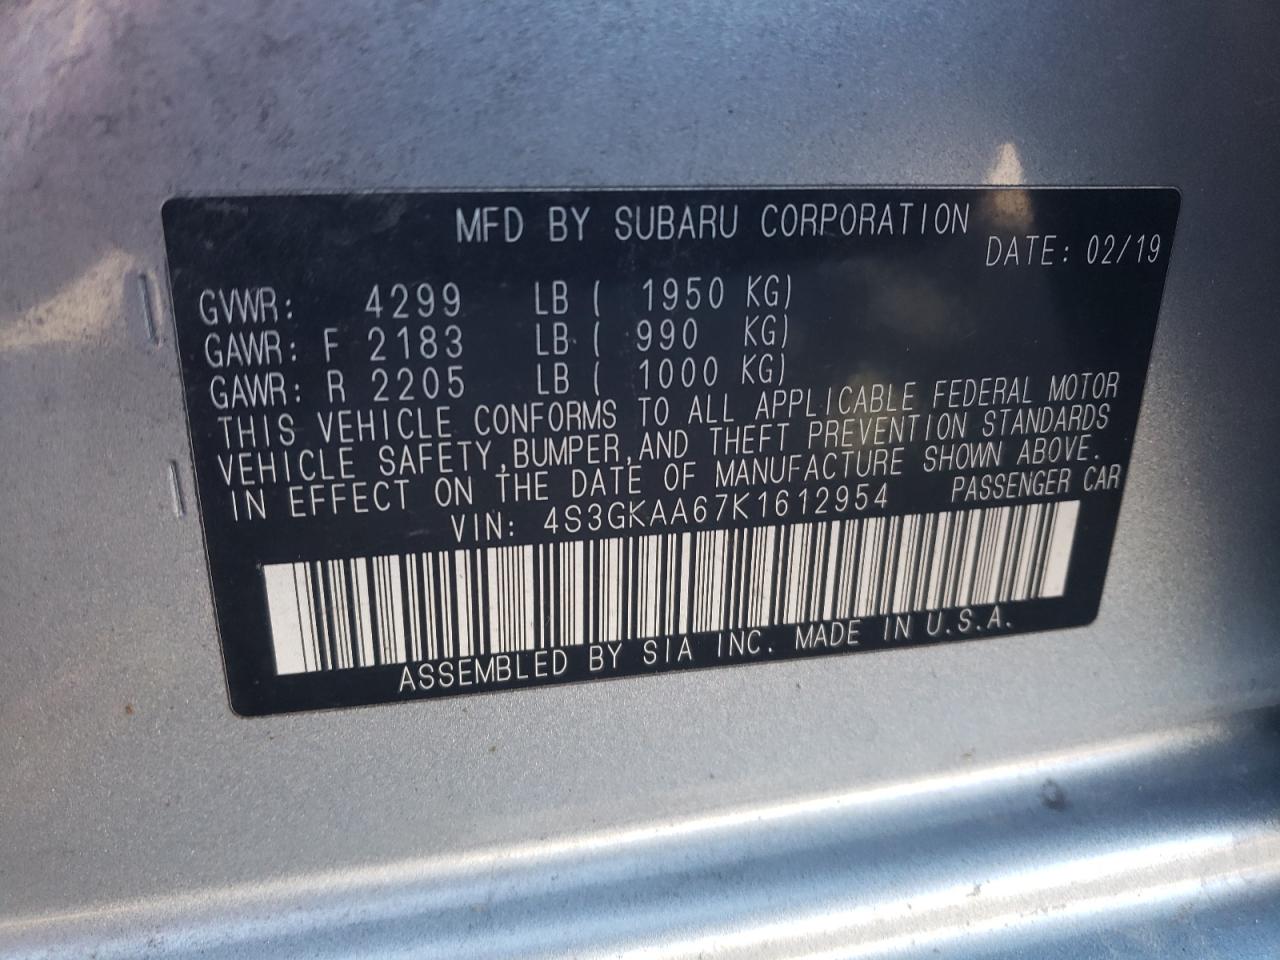 MFD BY SUBARU CORPORATION
DATE: 02/19
GVWR: 4299 LB ( 1950 KG)
GAWR: F 2183 LB ( 990 KG)
GAWR: R 2205 LB ( 1000 KG)
THIS VEHICLE CONFORMS TO ALL APPLICABLE FEDERAL MOTOR
VEHICLE SAFETY,BUMPER,AND THEFT PREVENTION STANDARDS
IN EFFECT ON THE DATE OF MANUFACTURE SHOWN ABOVE.
VIN: 4S3GKAA67K1612954 PASSENGER CAR
ASSEMBLED BY SIA INC. MADE IN U.S.A.